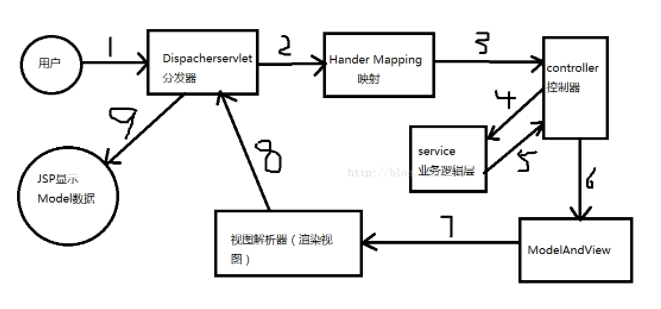 用户
1
Dispacherservlet
分发器
2
Hander Mapping
映射
3
controller
控制器
4
service
业务逻辑层
5
6
ModelAndView
7
视图解析器（渲染视
图）
8
9
JSP显示
Model数据
http://blog